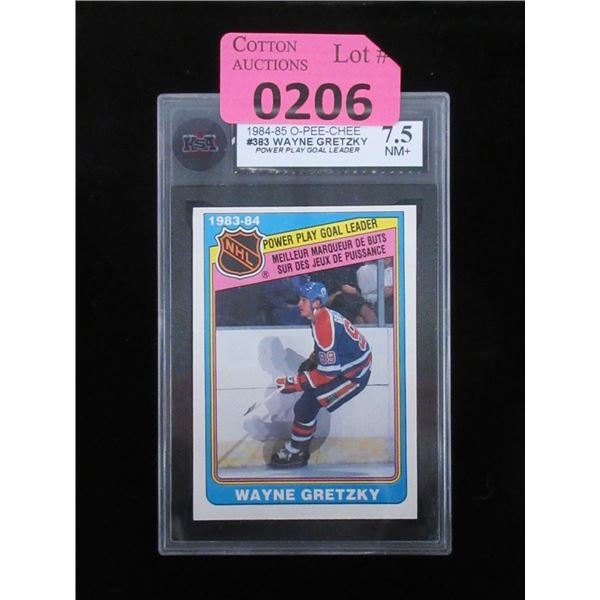 COTTON
AUCTIONS
Lot #
0206
KSA
1984-85 O-PEE-CHEE
#383 WAYNE GRETZKY
POWER PLAY GOAL LEADER
7.5
NM+
1983-84
NHL
POWER PLAY GOAL LEADER
MEILLEUR MARQUEUR DE BUTS
SUR DES JEUX DE PUISSANCE
®
99
WAYNE GRETZKY